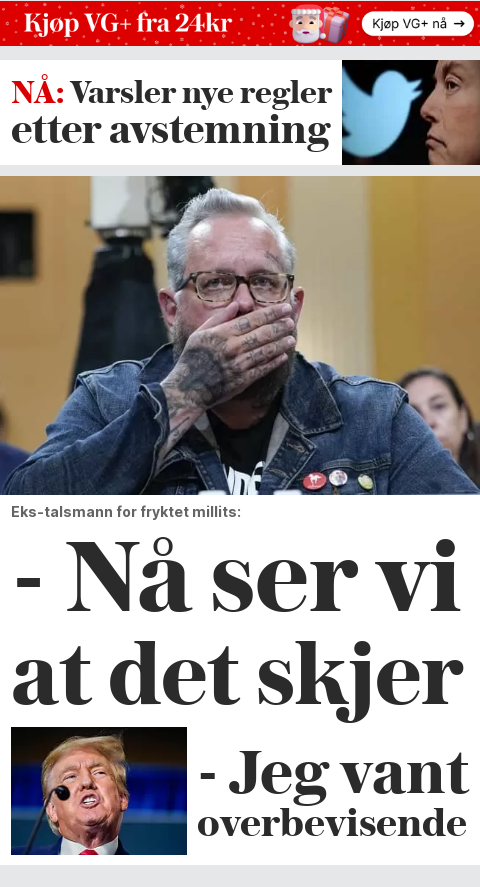 Kjøp VG+ fra 24kr
Kjøp VG+ nå →
NÅ: Varsler nye regler
etter avstemning
Eks-talsmann for fryktet millits:
- Nå ser vi
at det skjer
- Jeg vant
overbevisende